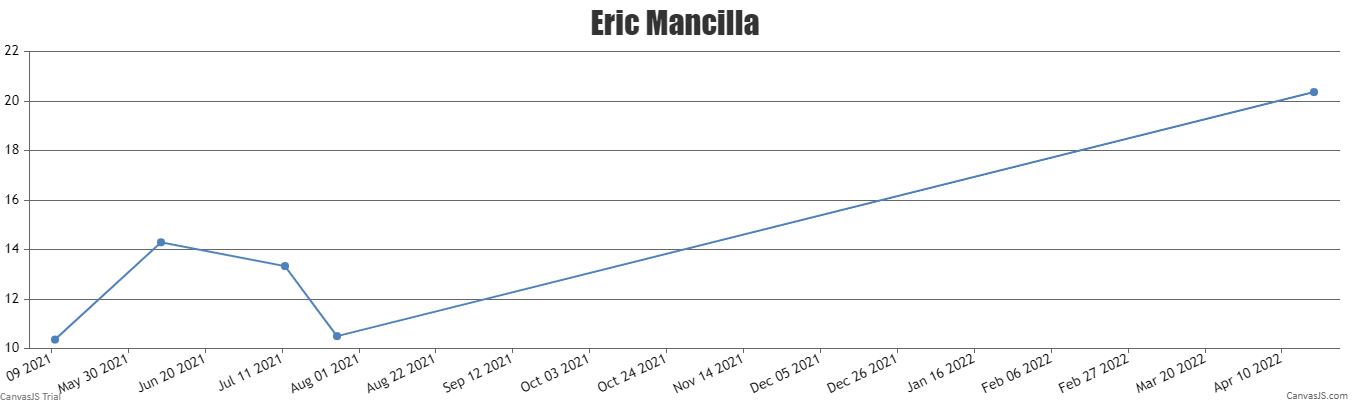 Eric Mancilla
22
20
18
16
14
12
10
09 2021
May 30 2021
Jun 20 2021
Jul 11 2021
Aug 01 2021
Aug 22 2021
Sep 12 2021
Oct 03 2021
Oct 24 2021
Nov 14 2021
Dec 05 2021
Dec 26 2021
Jan 16 2022
Feb 06 2022
Feb 27 2022
Mar 20 2022
Apr 10 2022
CanvasJS Trial
CanvasJS.com